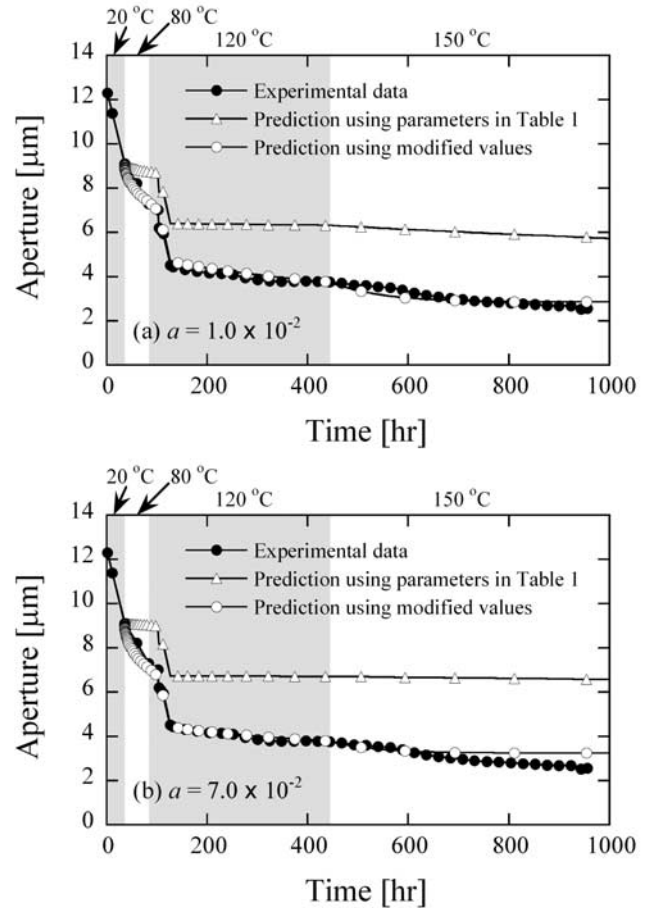 20 °C 80 °C
120 °C 150 °C
14
12
10
8
6
4
2
0
Aperture [μm]
Experimental data
Prediction using parameters in Table 1
Prediction using modified values
(a) a = 1.0 x 10⁻²
0 200 400 600 800 1000
Time [hr]
20 °C 80 °C
120 °C 150 °C
14
12
10
8
6
4
2
0
Aperture [μm]
Experimental data
Prediction using parameters in Table 1
Prediction using modified values
(b) a = 7.0 x 10⁻²
0 200 400 600 800 1000
Time [hr]